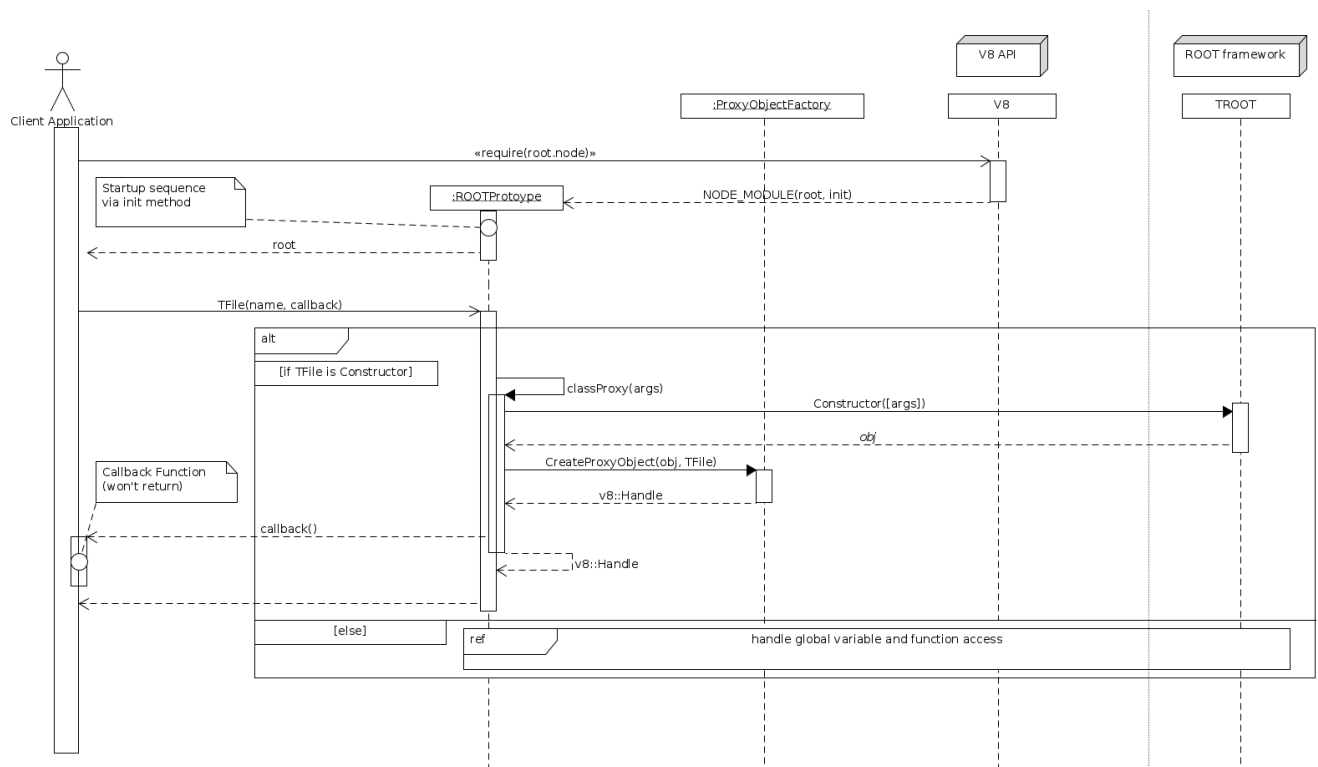 V8 API
ROOT framework
Client Application
:ProxyObjectFactory
V8
TROOT
«require(root.node)»
Startup sequence
via init method
:ROOTProtoype
NODE_MODULE(root, init)
root
TFile(name, callback)
alt
[if TFile is Constructor]
classProxy(args)
Constructor([args])
obj
Callback Function
(won't return)
CreateProxyObject(obj, TFile)
v8::Handle
callback()
v8::Handle
[else]
ref
handle global variable and function access